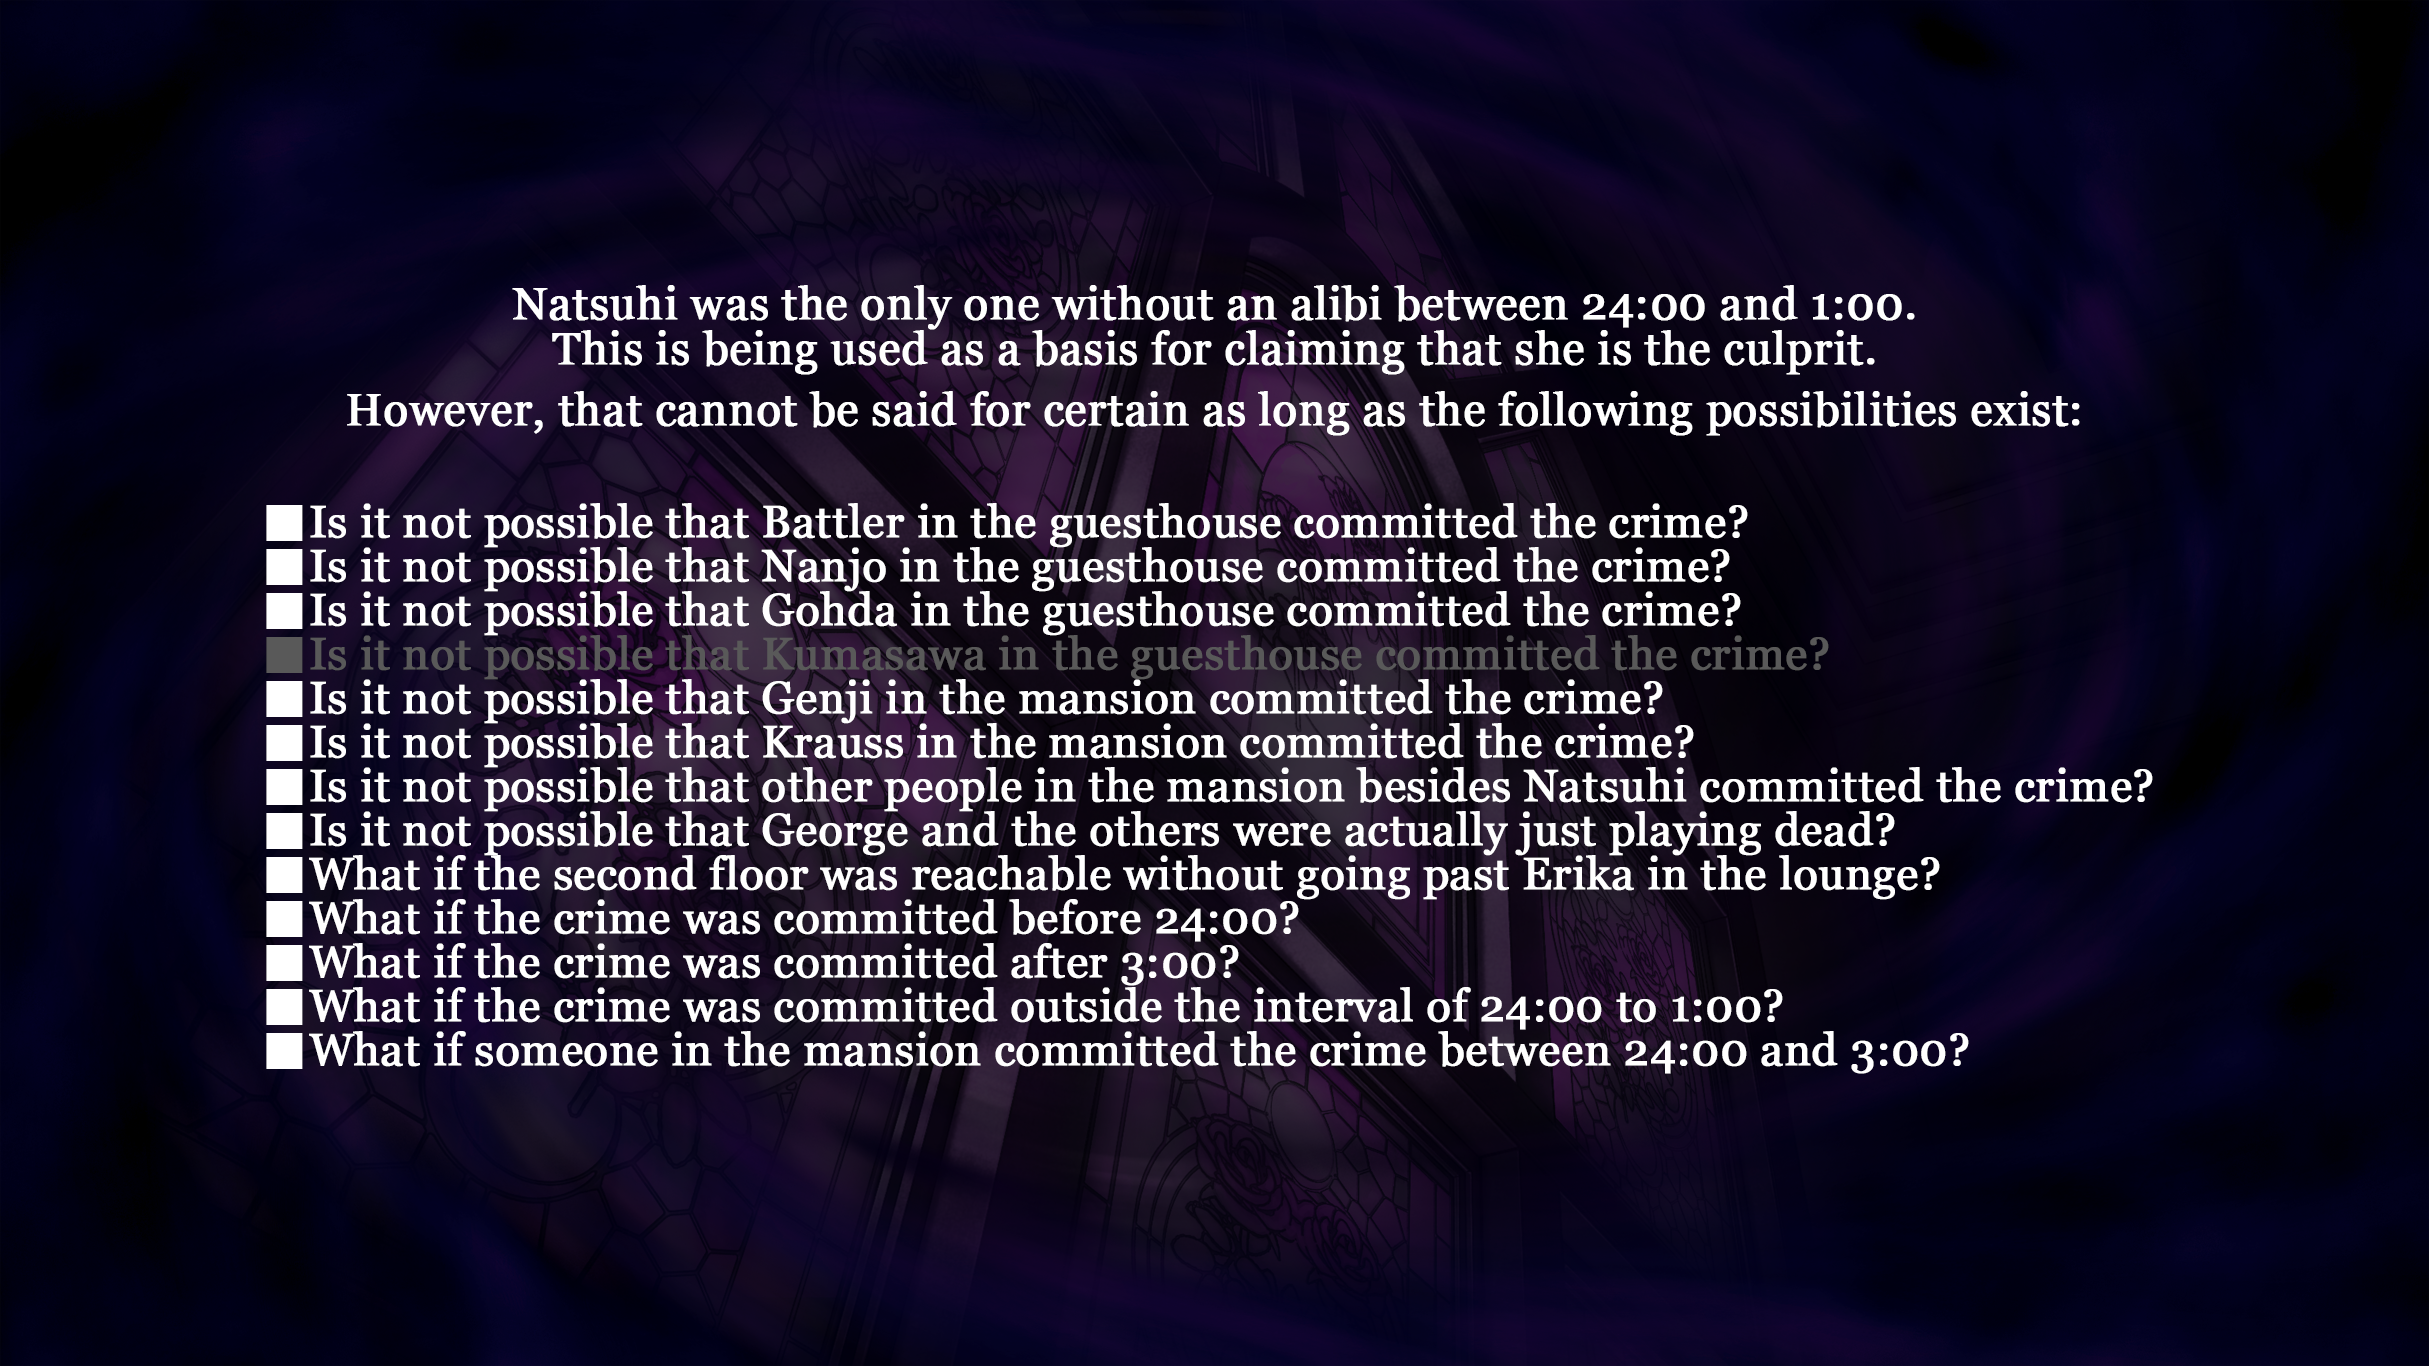 Natsuhi was the only one without an alibi between 24:00 and 1:00.
This is being used as a basis for claiming that she is the culprit.
However, that cannot be said for certain as long as the following possibilities exist:
■Is it not possible that Battler in the guesthouse committed the crime?
■Is it not possible that Nanjo in the guesthouse committed the crime?
■Is it not possible that Gohda in the guesthouse committed the crime?
■Is it not possible that Kumasawa in the guesthouse committed the crime?
■Is it not possible that Genji in the mansion committed the crime?
■Is it not possible that Krauss in the mansion committed the crime?
■Is it not possible that other people in the mansion besides Natsuhi committed the crime?
■Is it not possible that George and the others were actually just playing dead?
■What if the second floor was reachable without going past Erika in the lounge?
■What if the crime was committed before 24:00?
■What if the crime was committed after 3:00?
■What if the crime was committed outside the interval of 24:00 to 1:00?
■What if someone in the mansion committed the crime between 24:00 and 3:00?